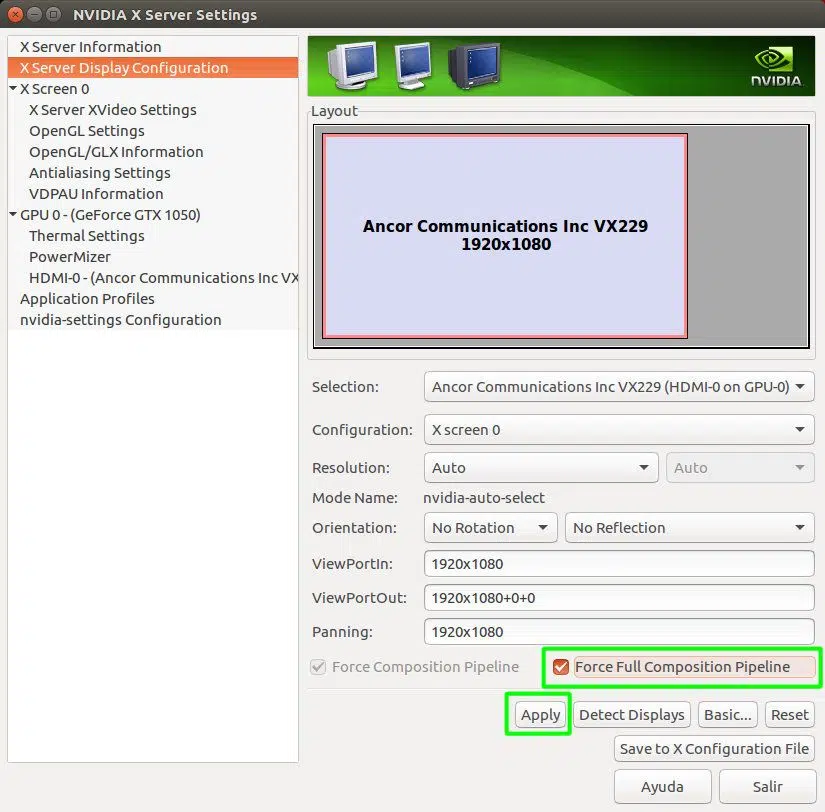 NVIDIA X Server Settings
X Server Information
X Server Display Configuration
X Screen 0
X Server XVideo Settings
OpenGL Settings
OpenGL/GLX Information
Antialiasing Settings
VDPAU Information
GPU 0 - (GeForce GTX 1050)
Thermal Settings
PowerMizer
HDMI-0 - (Ancor Communications Inc VX
Application Profiles
nvidia-settings Configuration
NVIDIA
Layout
Ancor Communications Inc VX229
1920x1080
Selection: Ancor Communications Inc VX229 (HDMI-0 on GPU-0)
Configuration: X screen 0
Resolution: Auto Auto
Mode Name: nvidia-auto-select
Orientation: No Rotation No Reflection
ViewPortIn: 1920x1080
ViewPortOut: 1920x1080+0+0
Panning: 1920x1080
Force Composition Pipeline Force Full Composition Pipeline
Apply Detect Displays Basic... Reset
Save to X Configuration File
Ayuda Salir